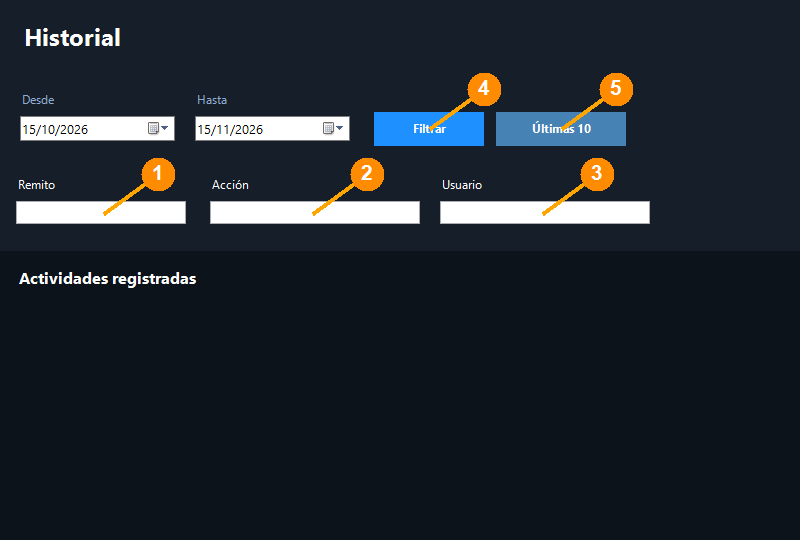 Historial
4 5
Desde Hasta
15/10/2026 15/11/2026 Filtrar Últimas 10
1 2 3
Remito Acción Usuario
Actividades registradas